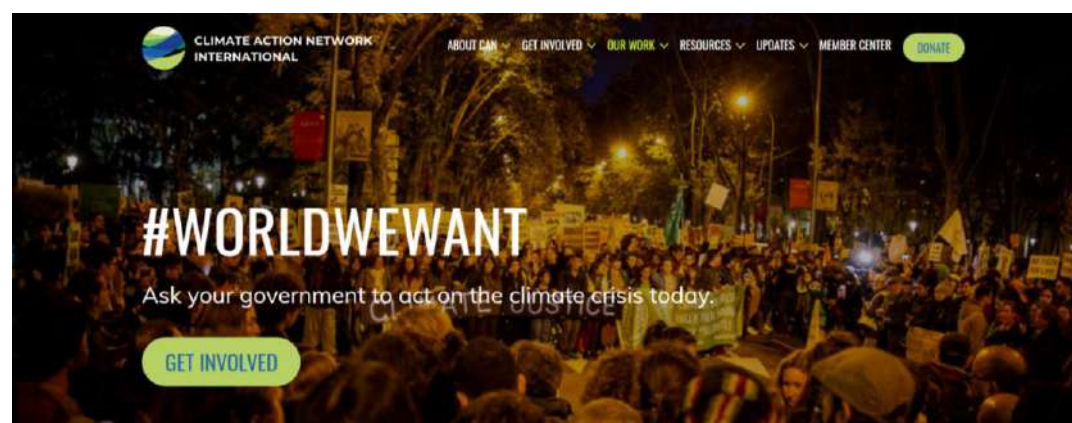 CLIMATE ACTION NETWORK
INTERNATIONAL
ABOUT CAN GET INVOLVED OUR WORK RESOURCES UPDATES MEMBER CENTER DONATE
#WORLDWEWANT
Ask your government to act on the climate crisis today.
CLIMATE JUSTICE
GET INVOLVED